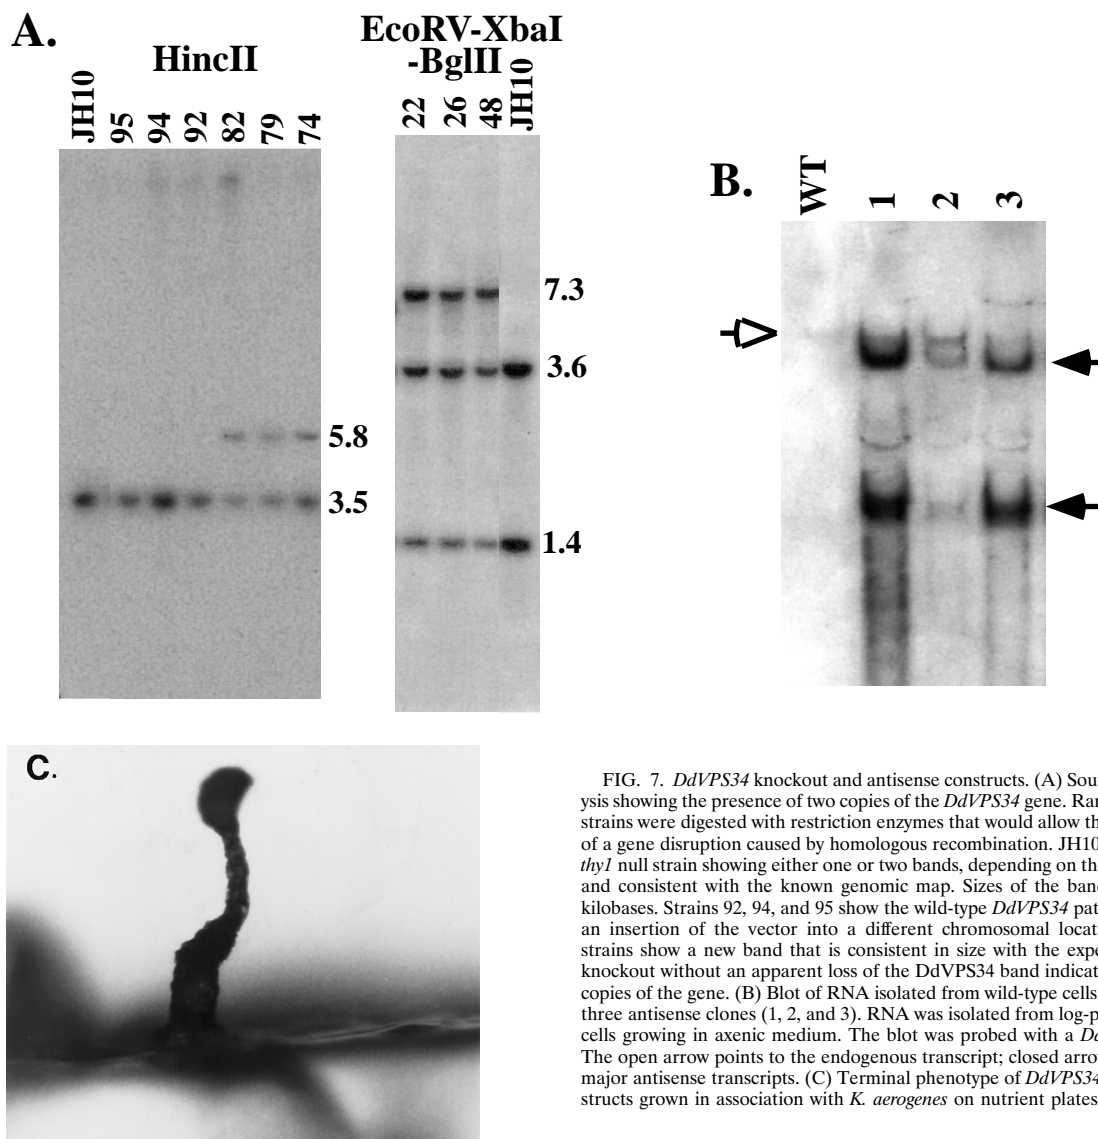 A.
HincII
JH10 95 94 92 82 79 74
5.8
3.5
EcoRV-XbaI
-BglII
22 26 48 JH10
7.3
3.6
1.4
B.
WT 1 2 3
C.
FIG. 7. DdVPS34 knockout and antisense constructs. (A) Sou
ysis showing the presence of two copies of the DdVPS34 gene. Ra
strains were digested with restriction enzymes that would allow th
of a gene disruption caused by homologous recombination. JH10
thy1 null strain showing either one or two bands, depending on th
and consistent with the known genomic map. Sizes of the ban
kilobases. Strains 92, 94, and 95 show the wild-type DdVPS34 pat
an insertion of the vector into a different chromosomal locat
strains show a new band that is consistent in size with the expe
knockout without an apparent loss of the DdVPS34 band indicat
copies of the gene. (B) Blot of RNA isolated from wild-type cells
three antisense clones (1, 2, and 3). RNA was isolated from log-p
cells growing in axenic medium. The blot was probed with a Dd
The open arrow points to the endogenous transcript; closed arrov
major antisense transcripts. (C) Terminal phenotype of DdVPS34
structs grown in association with K. aerogenes on nutrient plates